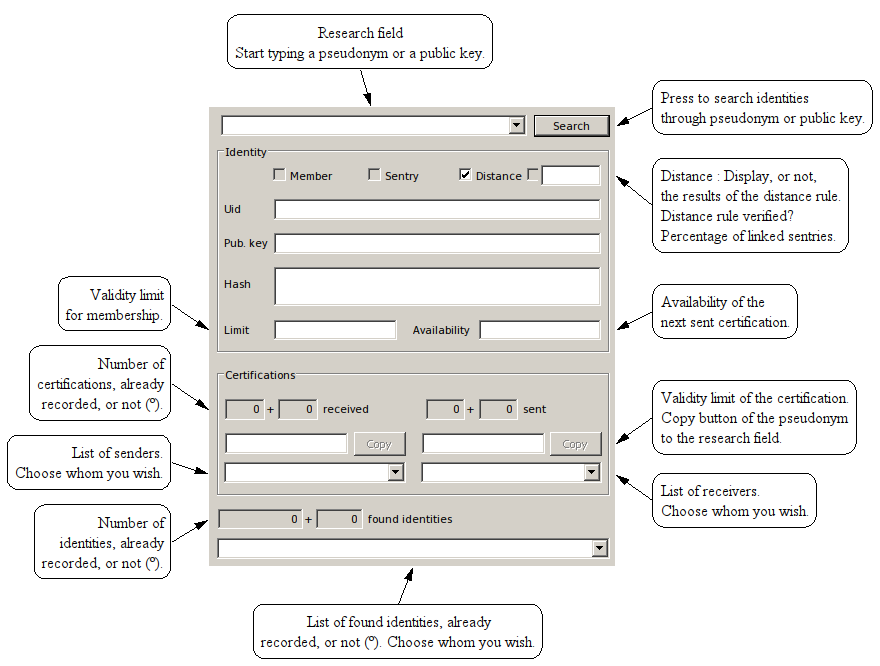 Research field
Start typing a pseudonym or a public key.
Press to search identities
through pseudonym or public key.
Search
Identity
Member
Sentry
Distance
Distance : Display, or not,
the results of the distance rule.
Distance rule verified?
Percentage of linked sentries.
Uid
Pub. key
Hash
Validity limit
for membership.
Limit
Availability
Availability of the
next sent certification.
Number of
certifications, already
recorded, or not (º).
Certifications
0 + 0 received
0 + 0 sent
Validity limit of the certification.
Copy button of the pseudonym
to the research field.
Copy
Copy
List of senders.
Choose whom you wish.
List of receivers.
Choose whom you wish.
Number of
identities, already
recorded, or not (º).
0 + 0 found identities
List of found identities, already
recorded, or not (º). Choose whom you wish.